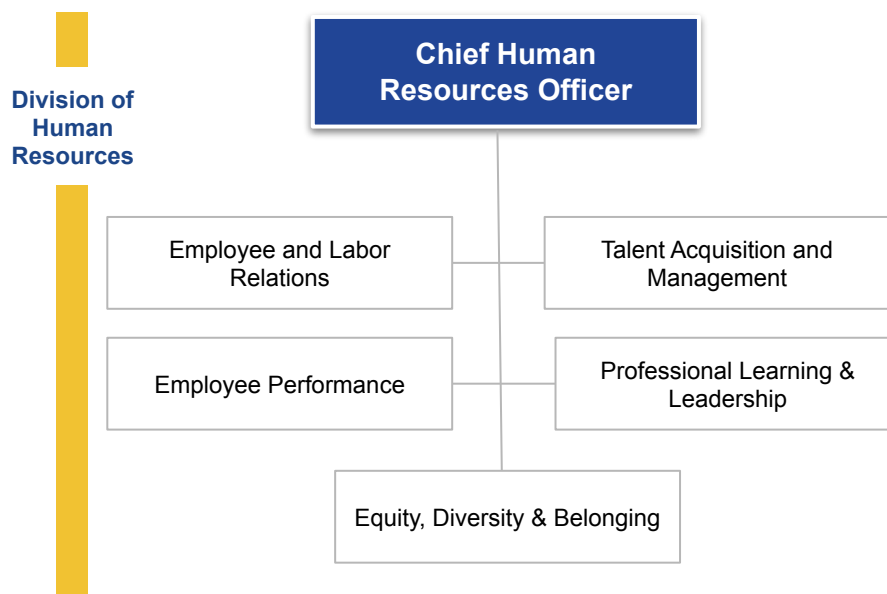 Chief Human
Resources Officer
Division of
Human
Resources
Employee and Labor
Relations
Talent Acquisition and
Management
Employee Performance
Professional Learning &
Leadership
Equity, Diversity & Belonging